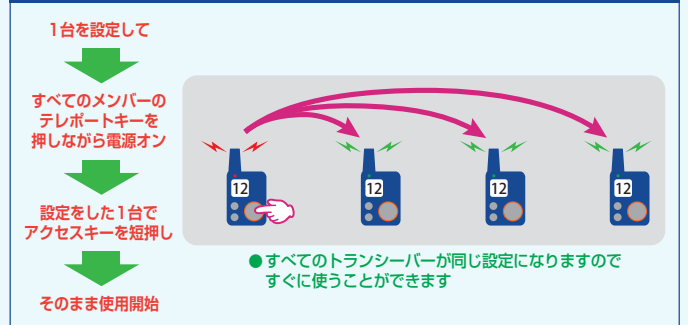 1台を設定して
すべてのメンバーの
テレポートキーを
押しながら電源オン
設定をした1台で
アクセスキーを短押し
そのまま使用開始
12
12
12
12
●すべてのトランシーバーが同じ設定になりますので
すぐに使うことができます